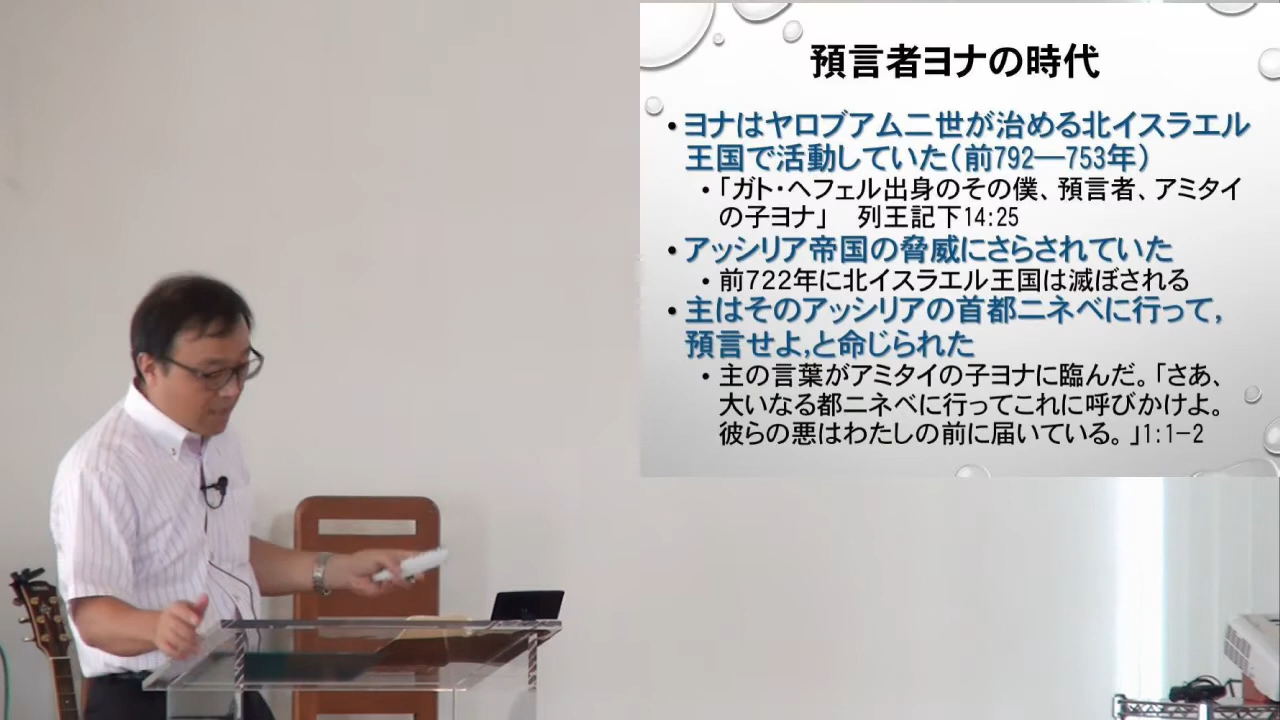 預言者ヨナの時代
・ヨナはヤロブアム二世が治める北イスラエル
王国で活動していた(前792—753年)
・「ガト・ヘフェル出身のその僕、預言者、アミタイ
の子ヨナ」 列王記下14:25
・アッシリア帝国の脅威にさらされていた
・前722年に北イスラエル王国は滅ぼされる
・主はそのアッシリアの首都ニネベに行って,
預言せよ,と命じられた
・主の言葉がアミタイの子ヨナに臨んだ。「さあ、
大いなる都ニネベに行ってこれに呼びかけよ。
彼らの悪はわたしの前に届いている。」1:1-2